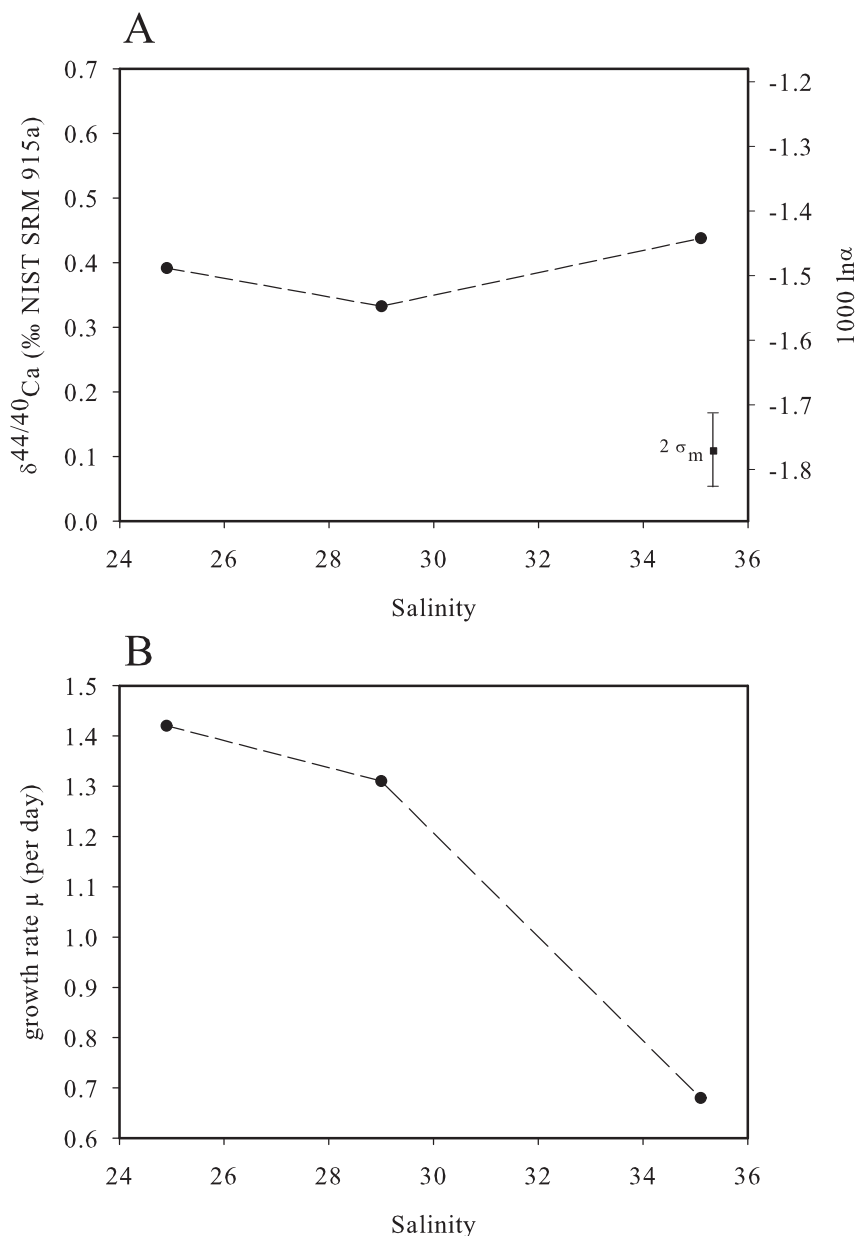 A
δ44/40Ca (‰ NIST SRM 915a)
0.7
0.6
0.5
0.4
0.3
0.2
0.1
0.0
-1.2
-1.3
-1.4
-1.5
-1.6
-1.7
-1.8
1000 lnα
2 σm
24 26 28 30 32 34 36
Salinity
B
growth rate μ (per day)
1.5
1.4
1.3
1.2
1.1
1.0
0.9
0.8
0.7
0.6
24 26 28 30 32 34 36
Salinity